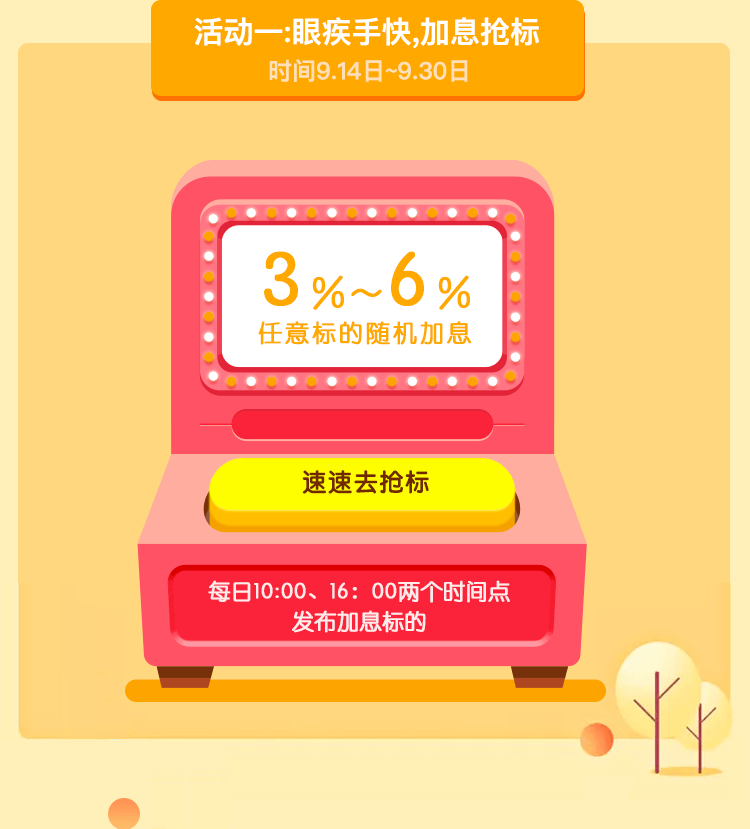 活动一:眼疾手快,加息抢标
时间9.14日~9.30日
3%~6%
任意标的随机加息
速速去抢标
每日10:00、16：00两个时间点
发布加息标的